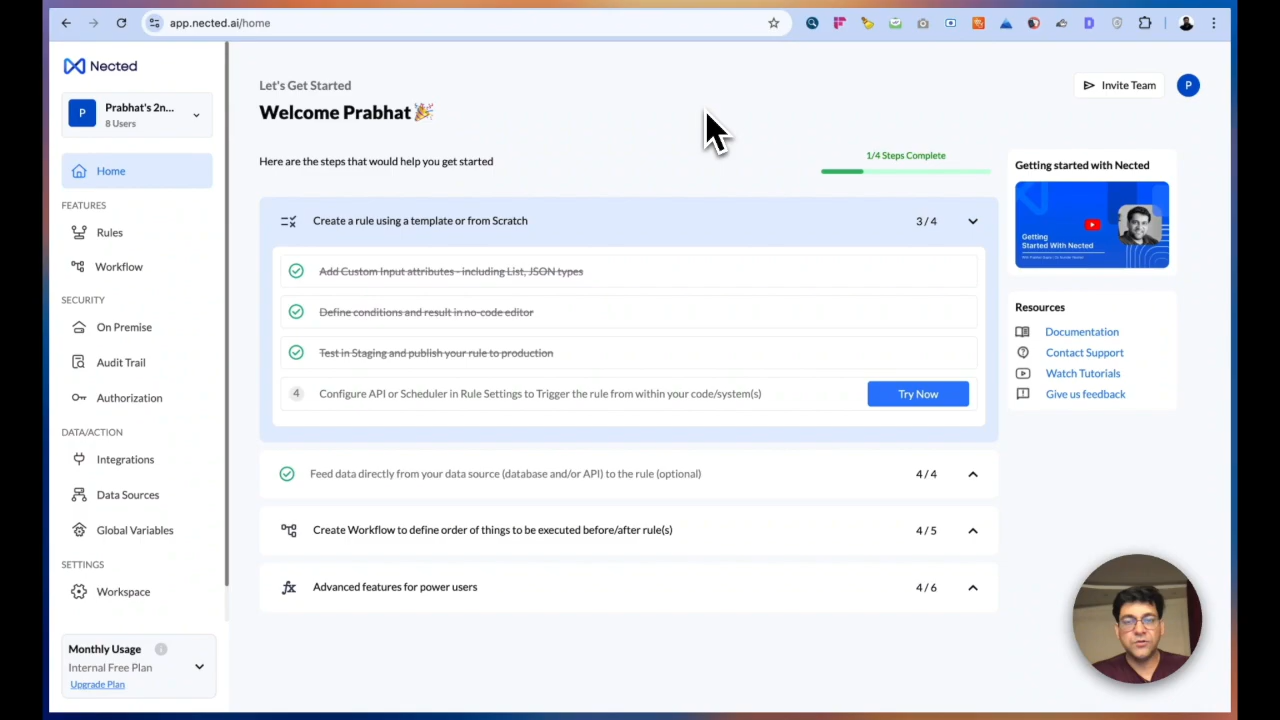 app.nected.ai/home
Nected
P
Prabhat's 2n...
8 Users
Home
FEATURES
Rules
Workflow
SECURITY
On Premise
Audit Trail
Authorization
DATA/ACTION
Integrations
Data Sources
Global Variables
SETTINGS
Workspace
Monthly Usage
Internal Free Plan
Upgrade Plan
Let's Get Started
Welcome Prabhat
Invite Team
P
Here are the steps that would help you get started
1/4 Steps Complete
Create a rule using a template or from Scratch
3 / 4
Add Custom Input attributes - including List, JSON types
Define conditions and result in no-code editor
Test in Staging and publish your rule to production
4 Configure API or Scheduler in Rule Settings to Trigger the rule from within your code/system(s)
Try Now
Feed data directly from your data source (database and/or API) to the rule (optional)
4 / 4
Create Workflow to define order of things to be executed before/after rule(s)
4 / 5
fx Advanced features for power users
4 / 6
Getting started with Nected
Getting
Started With Nected
Resources
Documentation
Contact Support
Watch Tutorials
Give us feedback